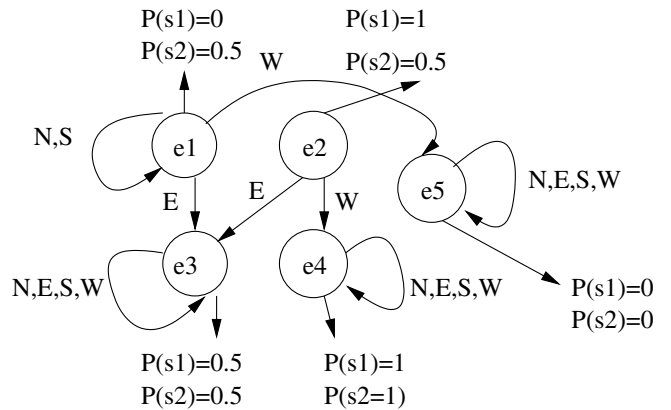 P(s1)=0
P(s2)=0.5
P(s1)=1
P(s2)=0.5
W
N,S
e1
e2
e5
N,E,S,W
E
E
W
e3
e4
N,E,S,W
N,E,S,W
P(s1)=0
P(s2)=0
P(s1)=0.5
P(s2)=0.5
P(s1)=1
P(s2=1)